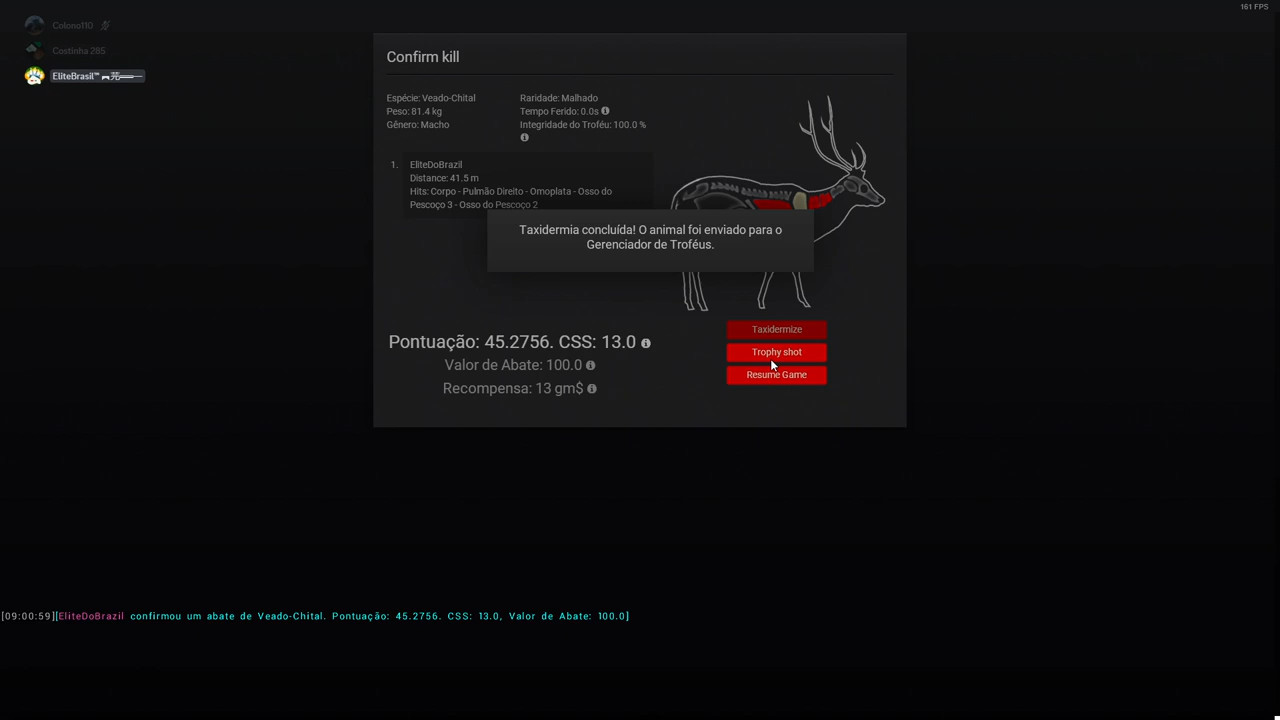 161 FPS
Colono110
Costinha 285
EliteBrasil™
Confirm kill
Espécie: Veado-Chital
Peso: 81.4 kg
Gênero: Macho
Raridade: Malhado
Tempo Ferido: 0.0s
Integridade do Troféu: 100.0 %
1. EliteDoBrazil
Distance: 41.5 m
Hits: Corpo - Pulmão Direito - Omoplata - Osso do
Pescoço 3 - Osso do Pescoço 2
Taxidermia concluída! O animal foi enviado para o
Gerenciador de Troféus.
Pontuação: 45.2756. CSS: 13.0
Valor de Abate: 100.0
Recompensa: 13 gm$
Taxidermize
Trophy shot
Resume Game
[09:00:59][EliteDoBrazil confirmou um abate de Veado-Chital. Pontuação: 45.2756. CSS: 13.0, Valor de Abate: 100.0]